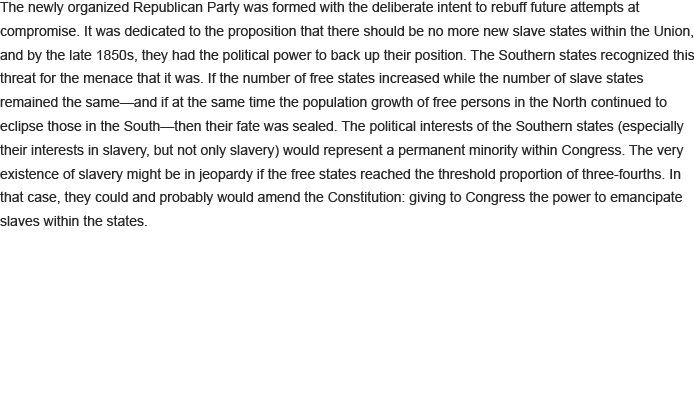 The newly organized Republican Party was formed with the deliberate intent to rebuff future attempts at
compromise. It was dedicated to the proposition that there should be no more new slave states within the Union,
and by the late 1850s, they had the political power to back up their position. The Southern states recognized this
threat for the menace that it was. If the number of free states increased while the number of slave states
remained the same—and if at the same time the population growth of free persons in the North continued to
eclipse those in the South—then their fate was sealed. The political interests of the Southern states (especially
their interests in slavery, but not only slavery) would represent a permanent minority within Congress. The very
existence of slavery might be in jeopardy if the free states reached the threshold proportion of three-fourths. In
that case, they could and probably would amend the Constitution: giving to Congress the power to emancipate
slaves within the states.